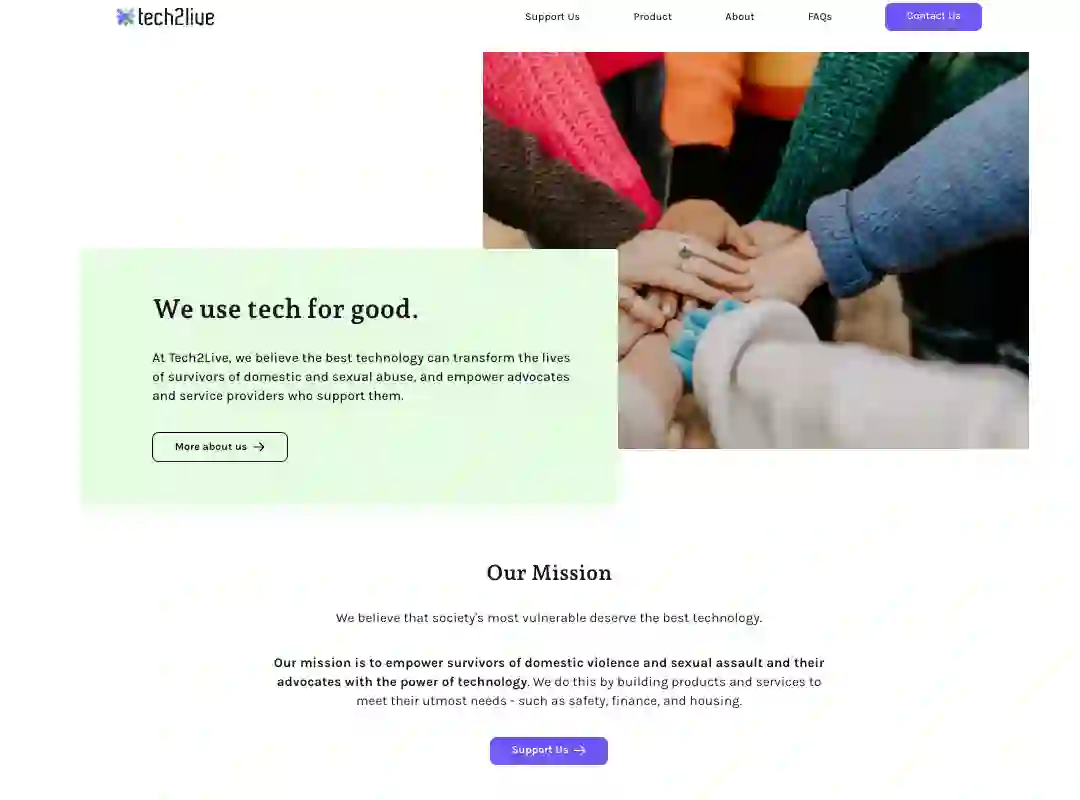 tech2live
Support Us
Product
About
FAQs
Contact Us
We use tech for good.
At Tech2Live, we believe the best technology can transform the lives
of survivors of domestic and sexual abuse, and empower advocates
and service providers who support them.
More about us →
Our Mission
We believe that society's most vulnerable deserve the best technology.
Our mission is to empower survivors of domestic violence and sexual assault and their
advocates with the power of technology. We do this by building products and services to
meet their utmost needs - such as safety, finance, and housing.
Support Us →